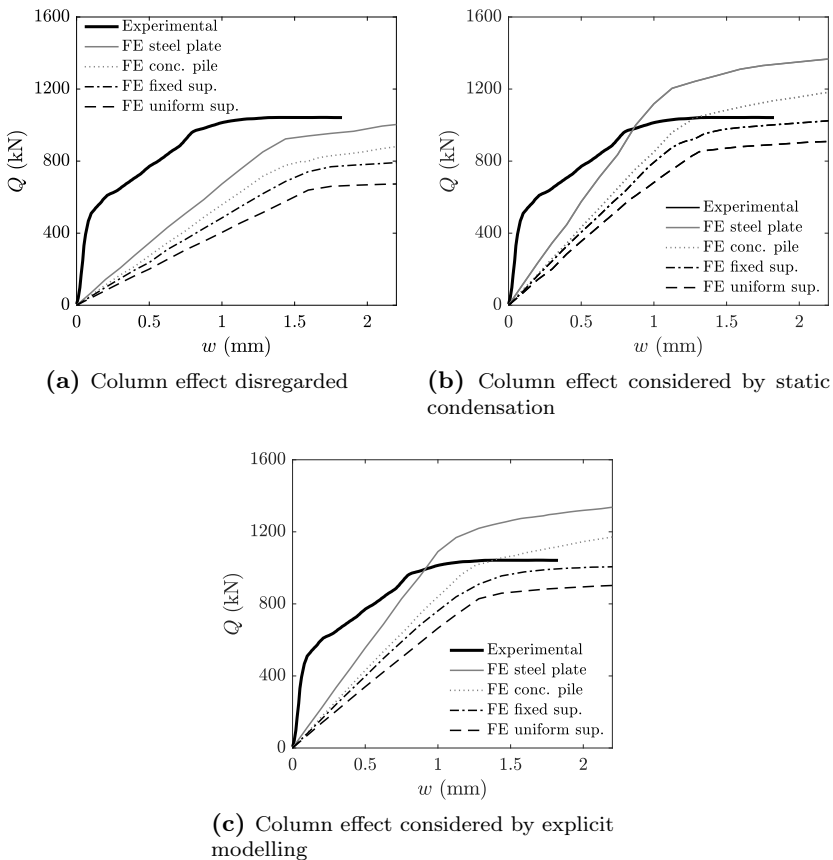 1600
1200
800
400
0
Q (kN)
Experimental
FE steel plate
FE conc. pile
FE fixed sup.
FE uniform sup.
0 0.5 1 1.5 2
w (mm)
(a) Column effect disregarded
1600
1200
800
400
0
Q (kN)
Experimental
FE steel plate
FE conc. pile
FE fixed sup.
FE uniform sup.
0 0.5 1 1.5 2
w (mm)
(b) Column effect considered by static
condensation
1600
1200
800
400
0
Q (kN)
Experimental
FE steel plate
FE conc. pile
FE fixed sup.
FE uniform sup.
0 0.5 1 1.5 2
w (mm)
(c) Column effect considered by explicit
modelling